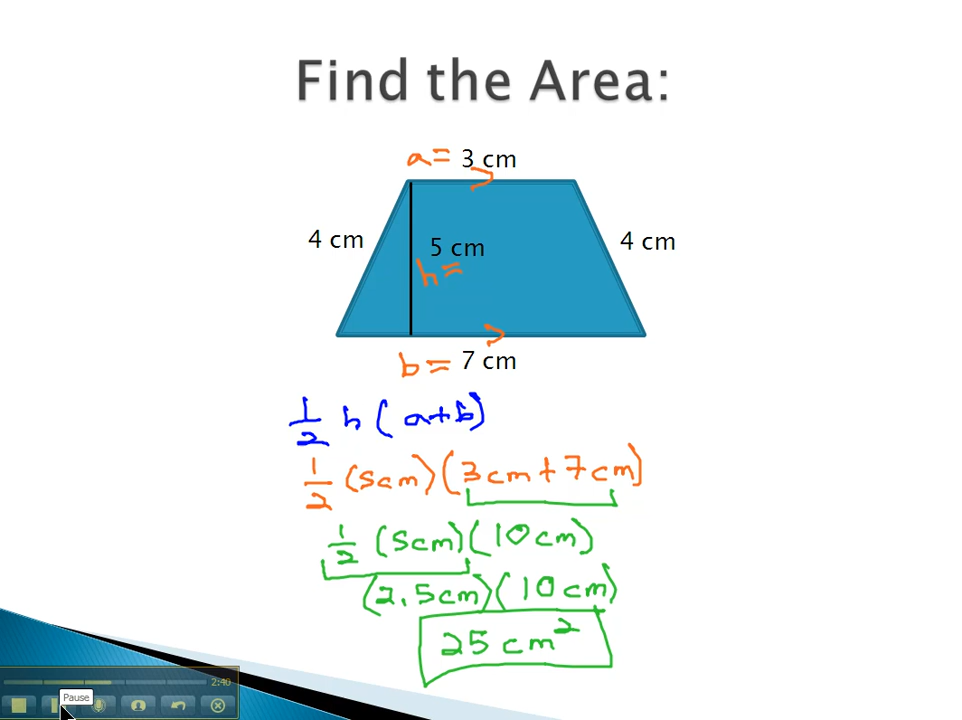 Find the Area:
a = 3 cm
4 cm
5 cm
4 cm
h =
b = 7 cm
1/2 h (a+b)
1/2 (5cm)(3cm+7cm)
1/2 (5cm)(10cm)
(2.5cm)(10cm)
25 cm²
2:40
Pause